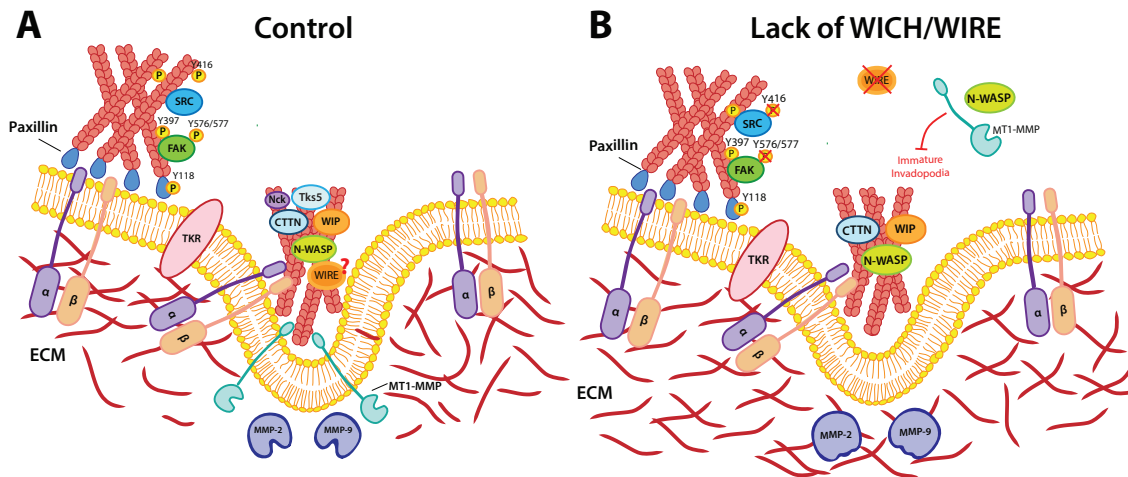 A
Control
P
Y416
P
SRC
Y397
Y576/577
P
P
FAK
Paxillin
Y118
P
Nck
Tks5
CTTN
WIP
N-WASP
WIRE
?
TKR
α
β
α
β
α
β
ECM
MT1-MMP
MMP-2
MMP-9
B
Lack of WICH/WIRE
WIRE
N-WASP
MT1-MMP
Immature
Invadopodia
P
Y416
P
SRC
Y397
Y576/577
P
P
FAK
Paxillin
Y118
P
CTTN
WIP
N-WASP
TKR
α
β
α
β
α
β
ECM
MMP-2
MMP-9